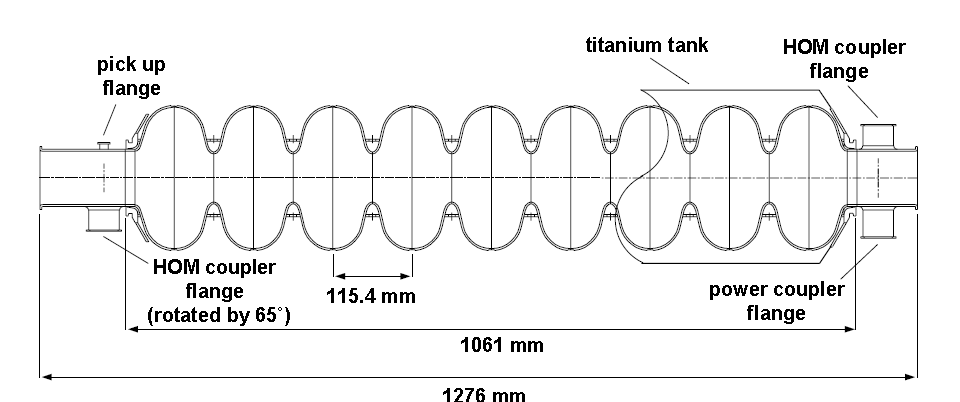 titanium tank
HOM coupler
flange
pick up
flange
HOM coupler
flange
(rotated by 65°)
115.4 mm
power coupler
flange
1061 mm
1276 mm